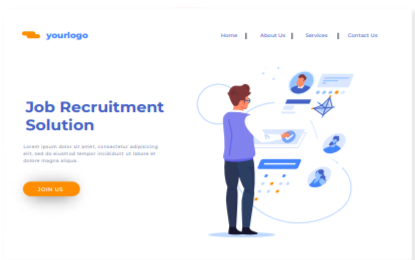 yourlogo
Home | About Us | Services | Contact Us
Job Recruitment
Solution
Lorem ipsum dolor sit amet, consectetur adipiscing
elit, sed do eiusmod tempor incididunt ut labore et
dolore magna aliqua.
JOIN US